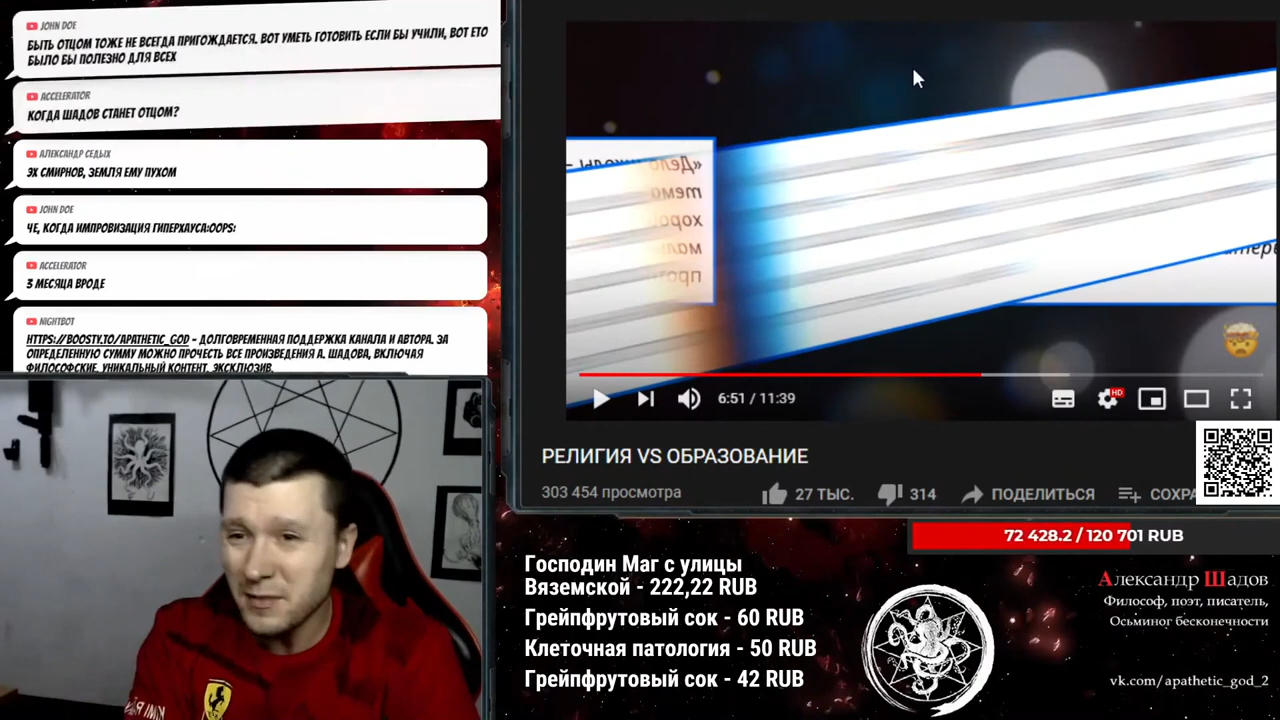 JOHN DOE
БЫТЬ ОТЦОМ ТОЖЕ НЕ ВСЕГДА ПРИГОЖДАЕТСЯ. ВОТ УМЕТЬ ГОТОВИТЬ ЕСЛИ БЫ УЧИЛИ, ВОТ ЕТО
БЫЛО БЫ ПОЛЕЗНО ДЛЯ ВСЕХ
ACCELERATOR
КОГДА ШАДОВ СТАНЕТ ОТЦОМ?
АЛЕКСАНДР СЕДЫХ
ЭХ СМИРНОВ, ЗЕМЛЯ ЕМУ ПУХОМ
JOHN DOE
ЧЕ, КОГДА ИМПРОВИЗАЦИЯ ГИПЕРХАУСА:OOPS:
ACCELERATOR
3 МЕСЯЦА ВРОДЕ
NIGHTBOT
HTTPS://BOOSTY.TO/APATHETIC_GOD - ДОЛГОВРЕМЕННАЯ ПОДДЕРЖКА КАНАЛА И АВТОРА. ЗА
ОПРЕДЕЛЕННУЮ СУММУ МОЖНО ПРОЧЕСТЬ ВСЕ ПРОИЗВЕДЕНИЯ А. ШАДОВА, ВКЛЮЧАЯ
ФИЛОСОФСКИЕ, УНИКАЛЬНЫЙ КОНТЕНТ, ЭКСКЛЮЗИВ.
«Дело
тема
6:51 / 11:39
HD
РЕЛИГИЯ VS ОБРАЗОВАНИЕ
303 454 просмотра
27 ТЫС.
314
ПОДЕЛИТЬСЯ
СОХРА
72 428.2 / 120 701 RUB
Господин Маг с улицы
Вяземской - 222,22 RUB
Грейпфрутовый сок - 60 RUB
Клеточная патология - 50 RUB
Грейпфрутовый сок - 42 RUB
Александр Шадов
Философ, поэт, писатель,
Осьминог бесконечности
vk.com/apathetic_god_2